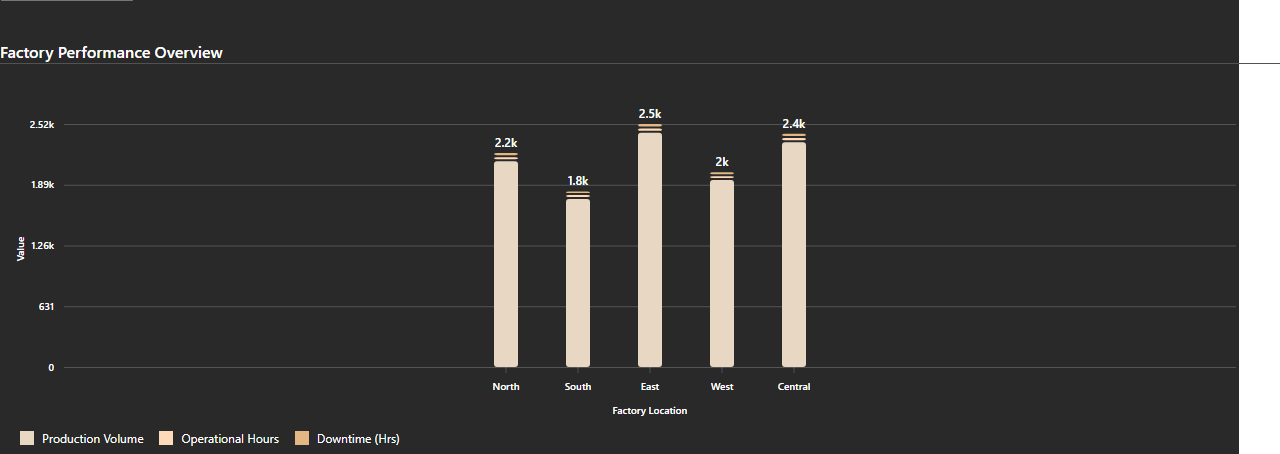 Factory Performance Overview
2.52k
1.89k
1.26k
631
0
Value
2.2k
1.8k
2.5k
2k
2.4k
North South East West Central
Factory Location
Production Volume Operational Hours Downtime (Hrs)